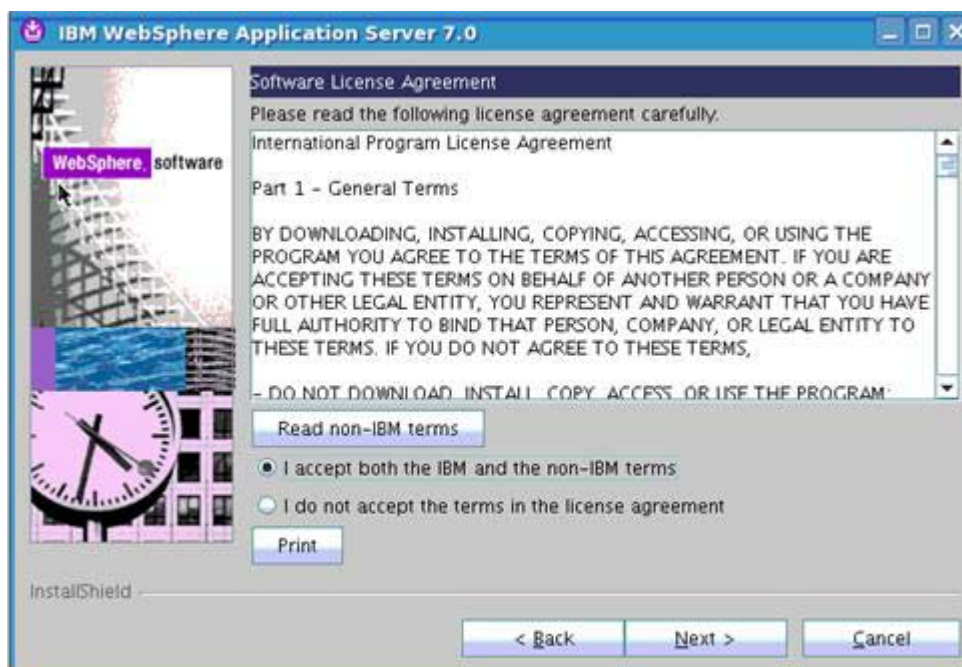 IBM WebSphere Application Server 7.0
WebSphere. software
Software License Agreement
Please read the following license agreement carefully.
International Program License Agreement
Part 1 - General Terms
BY DOWNLOADING, INSTALLING, COPYING, ACCESSING, OR USING THE
PROGRAM YOU AGREE TO THE TERMS OF THIS AGREEMENT. IF YOU ARE
ACCEPTING THESE TERMS ON BEHALF OF ANOTHER PERSON OR A COMPANY
OR OTHER LEGAL ENTITY, YOU REPRESENT AND WARRANT THAT YOU HAVE
FULL AUTHORITY TO BIND THAT PERSON, COMPANY, OR LEGAL ENTITY TO
THESE TERMS. IF YOU DO NOT AGREE TO THESE TERMS,
- DO NOT DOWNLOAD, INSTALL, COPY, ACCESS, OR USE THE PROGRAM;
Read non-IBM terms
I accept both the IBM and the non-IBM terms
I do not accept the terms in the license agreement
Print
InstallShield
< Back
Next >
Cancel